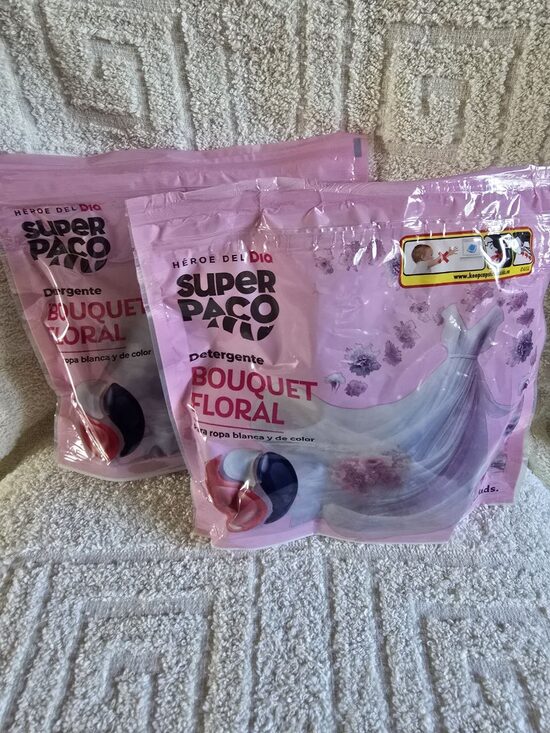 HÉROE DEL Dia
SUPER
PACO
Detergente
BOUQUET
FLORAL
ropa blanca y de color
HÉROE DEL Dia
SUPER
PACO
Detergente
BOUQUET
FLORAL
ropa blanca y de color
uds.